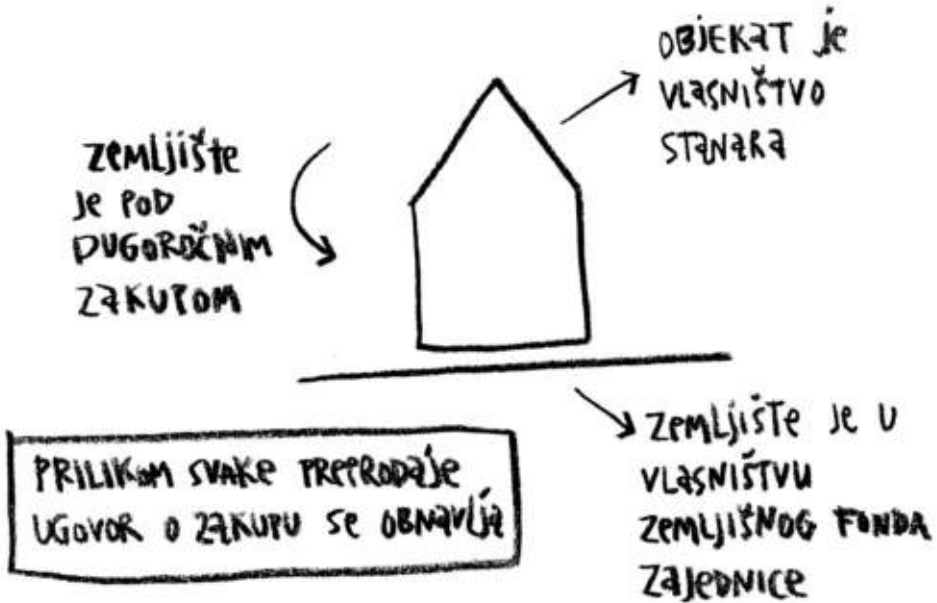 OBJEKAT je
VLASNIŠTVO
STANARA
zemljište
je POD
DUGOROČNIM
ZAKUPOM
zemljište je u
VLASNIŠTVU
zemljišNOG FONDA
zajeDNice
PRILIKOM SVAKE PREPRODAje
UGOVOR O ZAKUPU Se OBNAVlja